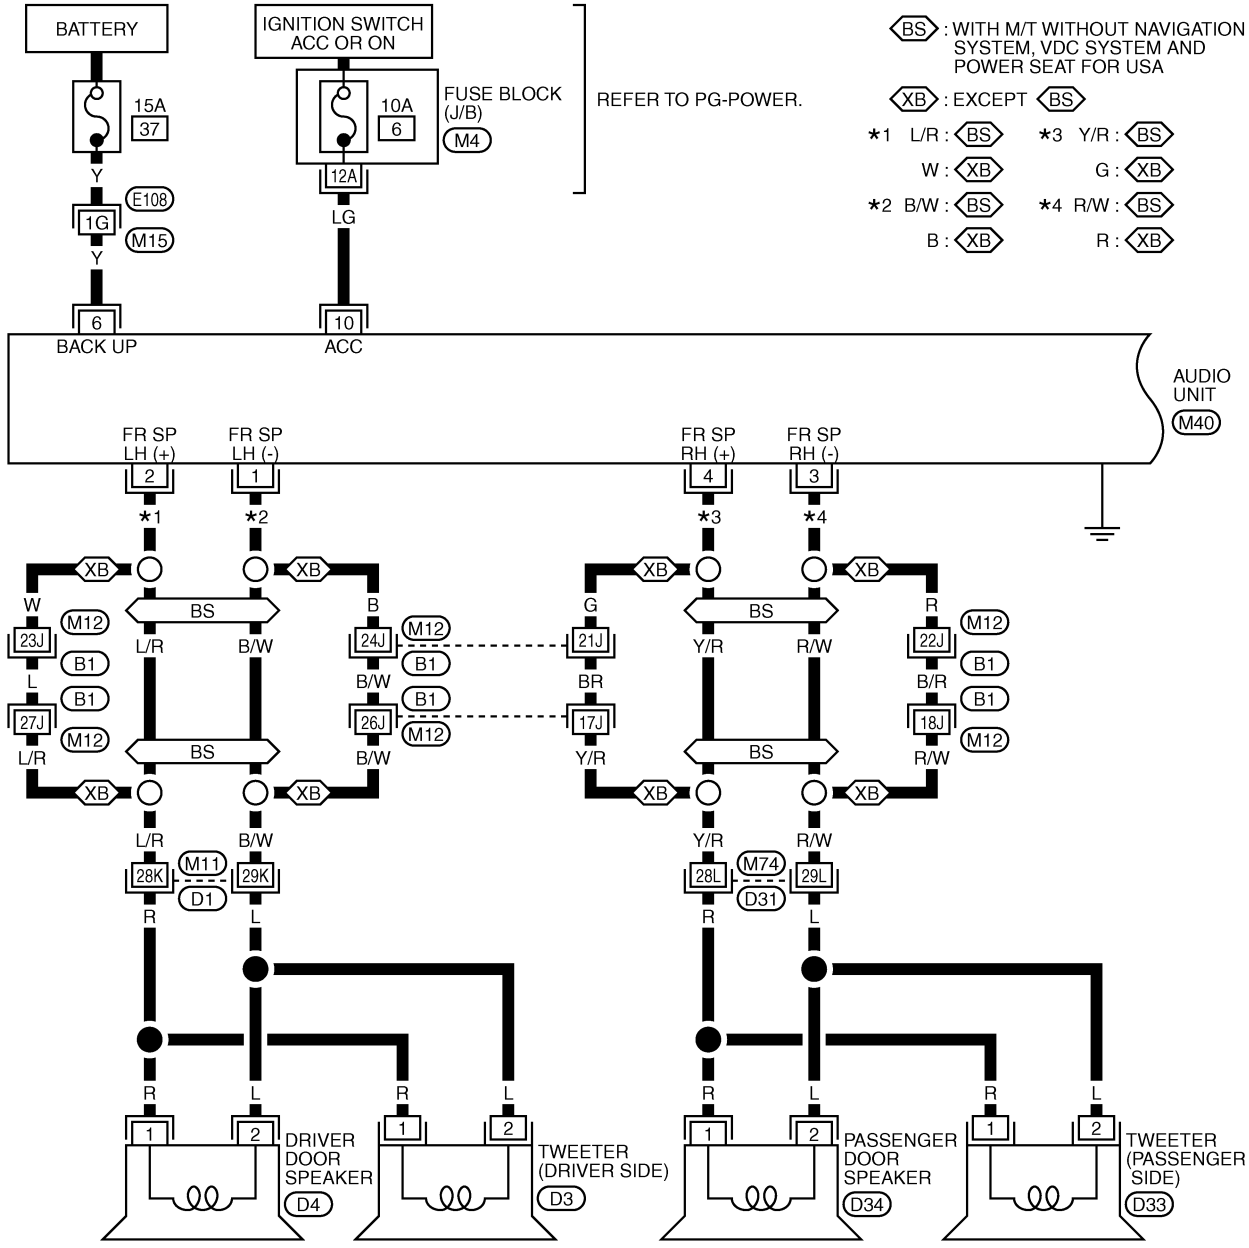 BATTERY
IGNITION SWITCH
ACC OR ON
BS : WITH M/T WITHOUT NAVIGATION
SYSTEM, VDC SYSTEM AND
POWER SEAT FOR USA
XB : EXCEPT BS
*1 L/R : BS *3 Y/R : BS
W : XB G : XB
*2 B/W : BS *4 R/W : BS
B : XB R : XB
15A
37
10A
6
FUSE BLOCK
(J/B)
M4
REFER TO PG-POWER.
12A
Y
E108
1G
M15
Y
LG
6
10
BACK UP
ACC
AUDIO
UNIT
M40
FR SP
LH (+)
FR SP
LH (-)
FR SP
RH (+)
FR SP
RH (-)
2 1 4 3
*1 *2 *3 *4
XB XB XB XB
W BS B G BS R
M12 M12 M12
23J L/R B/W 24J 21J Y/R R/W 22J
B1 B1 B1
L B/W BR B/R
B1 B1 B1
27J 26J 17J 18J
M12 M12 M12
L/R BS B/W Y/R BS R/W
XB XB XB XB
L/R B/W Y/R R/W
28K M11 29K 28L M74 29L
D1 D31
R L R L
R L R L R L R L
1 2 1 2 1 2 1 2
DRIVER
DOOR
SPEAKER
D4
TWEETER
(DRIVER SIDE)
D3
PASSENGER
DOOR
SPEAKER
D34
TWEETER
(PASSENGER
SIDE)
D33